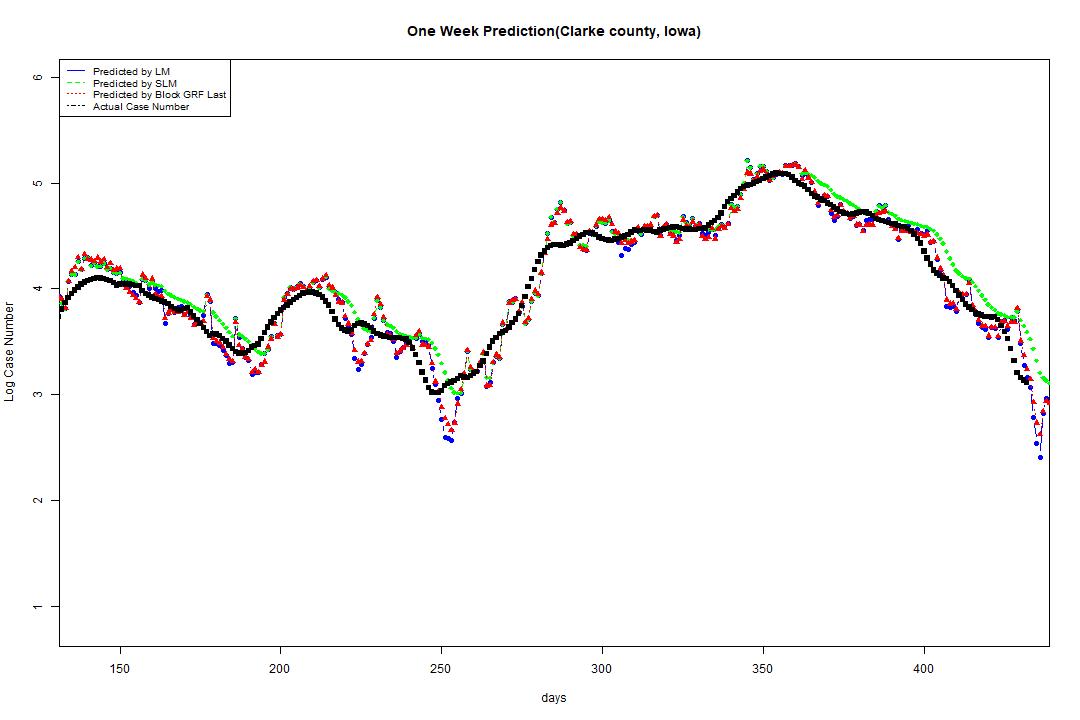 One Week Prediction(Clarke county, Iowa)
Predicted by LM
Predicted by SLM
Predicted by Block GRF Last
Actual Case Number
6
5
4
3
2
1
Log Case Number
150 200 250 300 350 400
days